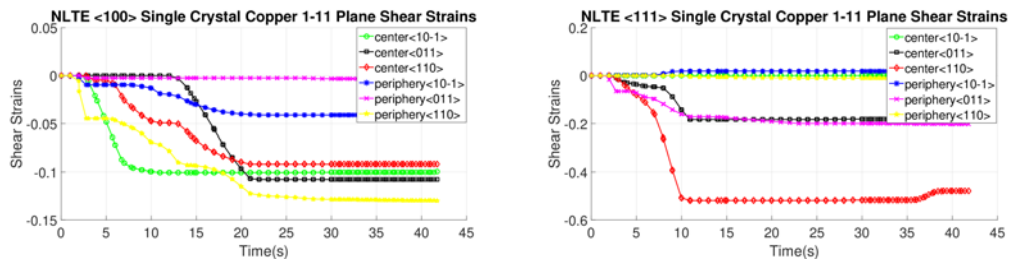 NLTE <100> Single Crystal Copper 1-11 Plane Shear Strains
0.05
0
-0.05
-0.1
-0.15
Shear Strains
center<10-1>
center<011>
center<110>
periphery<10-1>
periphery<011>
periphery<110>
0 5 10 15 20 25 30 35 40 45
Time(s)
NLTE <111> Single Crystal Copper 1-11 Plane Shear Strains
0.2
0
-0.2
-0.4
-0.6
Shear Strains
center<10-1>
center<011>
center<110>
periphery<10-1>
periphery<011>
periphery<110>
0 5 10 15 20 25 30 35 40 45
Time(s)